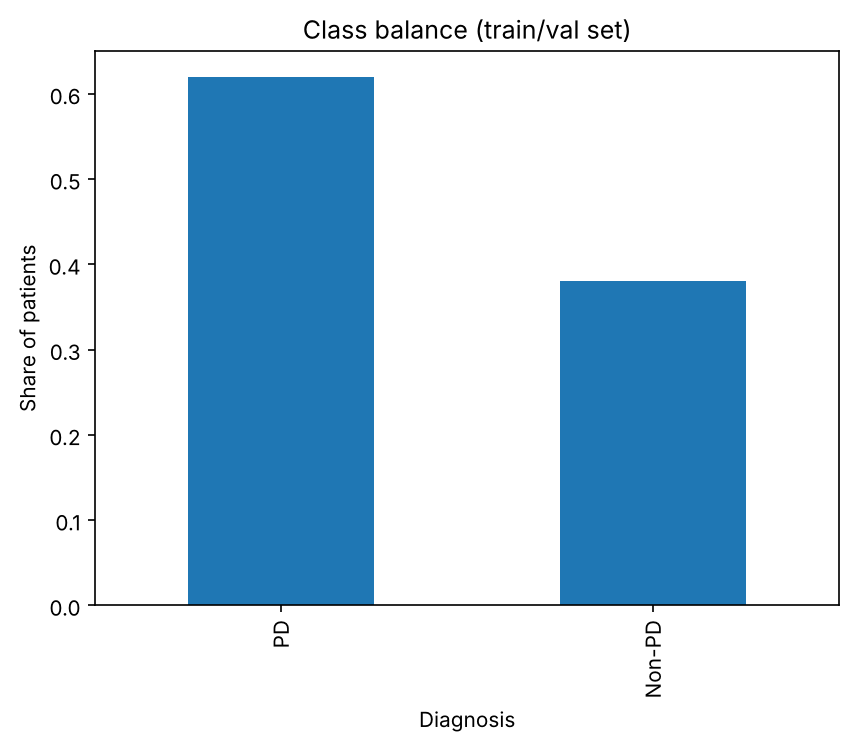 Class balance (train/val set)
Share of patients
0.6
0.5
0.4
0.3
0.2
0.1
0.0
PD
Non-PD
Diagnosis